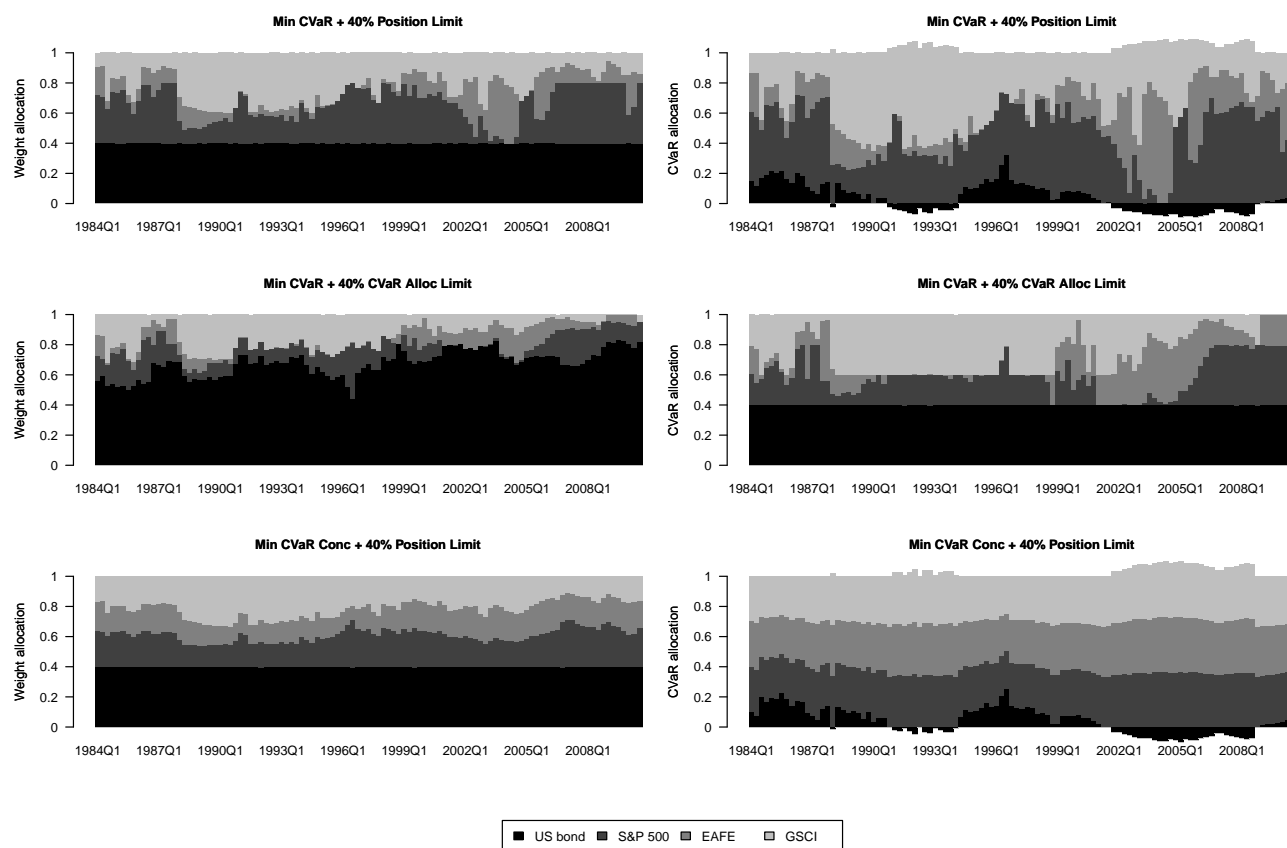 Min CVaR + 40% Position Limit
Weight allocation
1
0.8
0.6
0.4
0.2
0
1984Q1 1987Q1 1990Q1 1993Q1 1996Q1 1999Q1 2002Q1 2005Q1 2008Q1
Min CVaR + 40% Position Limit
CVaR allocation
1
0.8
0.6
0.4
0.2
0
1984Q1 1987Q1 1990Q1 1993Q1 1996Q1 1999Q1 2002Q1 2005Q1 2008Q1
Min CVaR + 40% CVaR Alloc Limit
Weight allocation
1
0.8
0.6
0.4
0.2
0
1984Q1 1987Q1 1990Q1 1993Q1 1996Q1 1999Q1 2002Q1 2005Q1 2008Q1
Min CVaR + 40% CVaR Alloc Limit
CVaR allocation
1
0.8
0.6
0.4
0.2
0
1984Q1 1987Q1 1990Q1 1993Q1 1996Q1 1999Q1 2002Q1 2005Q1 2008Q1
Min CVaR Conc + 40% Position Limit
Weight allocation
1
0.8
0.6
0.4
0.2
0
1984Q1 1987Q1 1990Q1 1993Q1 1996Q1 1999Q1 2002Q1 2005Q1 2008Q1
Min CVaR Conc + 40% Position Limit
CVaR allocation
1
0.8
0.6
0.4
0.2
0
1984Q1 1987Q1 1990Q1 1993Q1 1996Q1 1999Q1 2002Q1 2005Q1 2008Q1
US bond S&P 500 EAFE GSCI